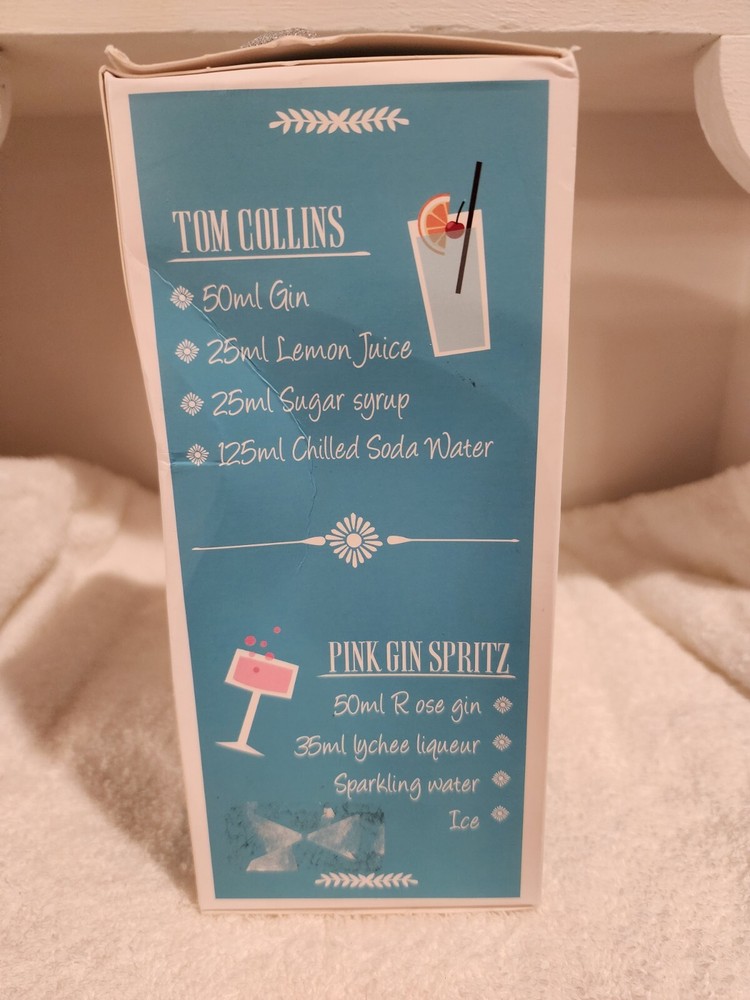 TOM COLLINS
50ml Gin
25ml Lemon Juice
25ml Sugar syrup
125ml Chilled Soda Water
PINK GIN SPRITZ
50ml R ose gin
35ml lychee liqueur
Sparkling water
Ice